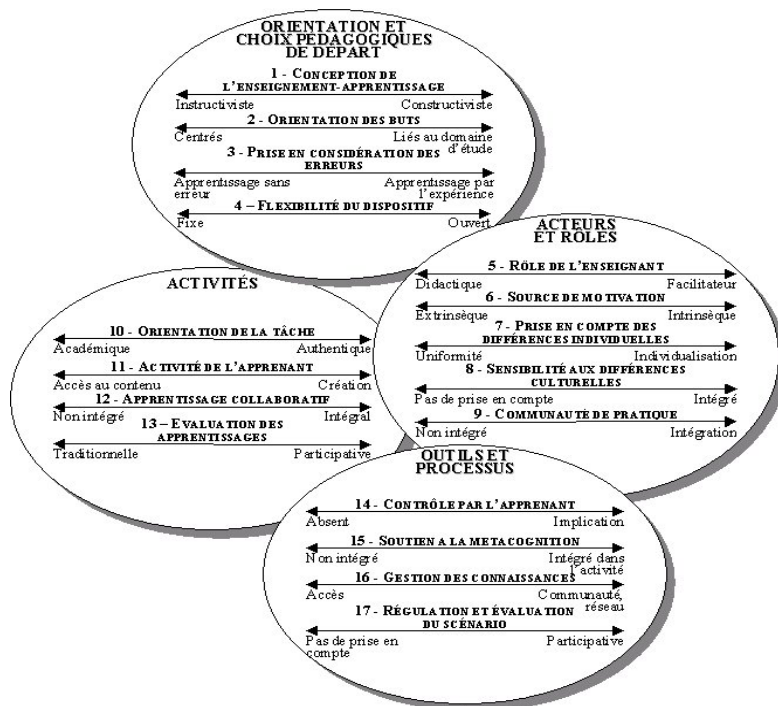 ORIENTATION ET
CHOIX PÉDAGOGIQUES
DE DÉPART
1 - CONCEPTION DE
L'ENSEIGNEMENT-APPRENTISSAGE
Instructiviste Constructiviste
2 - ORIENTATION DES BUTS
Centrés Liés au domaine
d'étude
3 - PRISE EN CONSIDÉRATION DES
ERREURS
Apprentissage sans Apprentissage par
erreur l'expérience
4 – FLEXIBILITÉ DU DISPOSITIF
Fixe Ouvert
ACTEURS
ET RÔLES
5 - RÔLE DE L'ENSEIGNANT
Didactique Facilitateur
6 - SOURCE DE MOTIVATION
Extrinsèque Intrinsèque
7 - PRISE EN COMPTE DES
DIFFÉRENCES INDIVIDUELLES
Uniformité Individualisation
8 - SENSIBILITÉ AUX DIFFÉRENCES
CULTURELLES
Pas de prise en compte Intégré
9 - COMMUNAUTÉ DE PRATIQUE
Non intégré Intégration
ACTIVITÉS
10 - ORIENTATION DE LA TÂCHE
Académique Authentique
11 - ACTIVITÉ DE L'APPRENANT
Accès au contenu Création
12 - APPRENTISSAGE COLLABORATIF
Non intégré Intégral
13 – EVALUATION DES
APPRENTISSAGES
Traditionnelle Participative
OUTILS ET
PROCESSUS
14 - CONTRÔLE PAR L'APPRENANT
Absent Implication
15 - SOUTIEN A LA METACOGNITION
Non intégré Intégré dans
l'activité
16 - GESTION DES CONNAISSANCES
Accès Communauté,
réseau
17 - RÉGULATION ET ÉVALUATION
DU SCÉNARIO
Pas de prise en Participative
compte